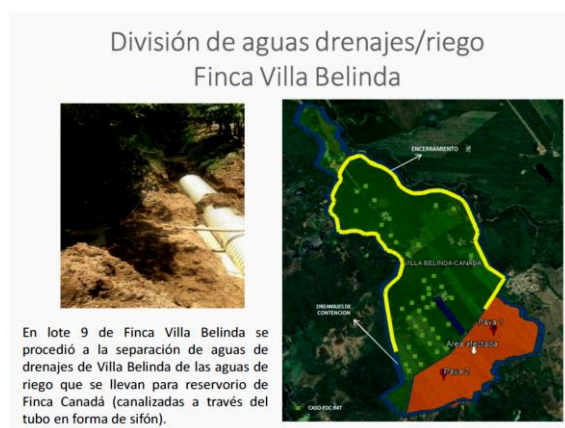 División de aguas drenajes/riego
Finca Villa Belinda
ENCERRAMIENTO
VILLA BELINDA-CANADA
DRENAJES DE
CONTENCION
Pava 1
Area afectada
Pava 2
CASO FOC R4T
En lote 9 de Finca Villa Belinda se
procedió a la separación de aguas de
drenajes de Villa Belinda de las aguas de
riego que se llevan para reservorio de
Finca Canadá (canalizadas a través del
tubo en forma de sifón).